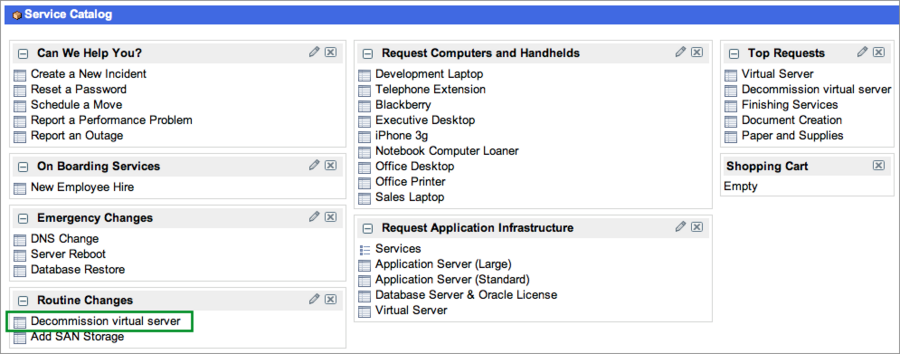 Service Catalog
Can We Help You?
Create a New Incident
Reset a Password
Schedule a Move
Report a Performance Problem
Report an Outage
On Boarding Services
New Employee Hire
Emergency Changes
DNS Change
Server Reboot
Database Restore
Routine Changes
Decommission virtual server
Add SAN Storage
Request Computers and Handhelds
Development Laptop
Telephone Extension
Blackberry
Executive Desktop
iPhone 3g
Notebook Computer Loaner
Office Desktop
Office Printer
Sales Laptop
Request Application Infrastructure
Services
Application Server (Large)
Application Server (Standard)
Database Server & Oracle License
Virtual Server
Top Requests
Virtual Server
Decommission virtual server
Finishing Services
Document Creation
Paper and Supplies
Shopping Cart
Empty